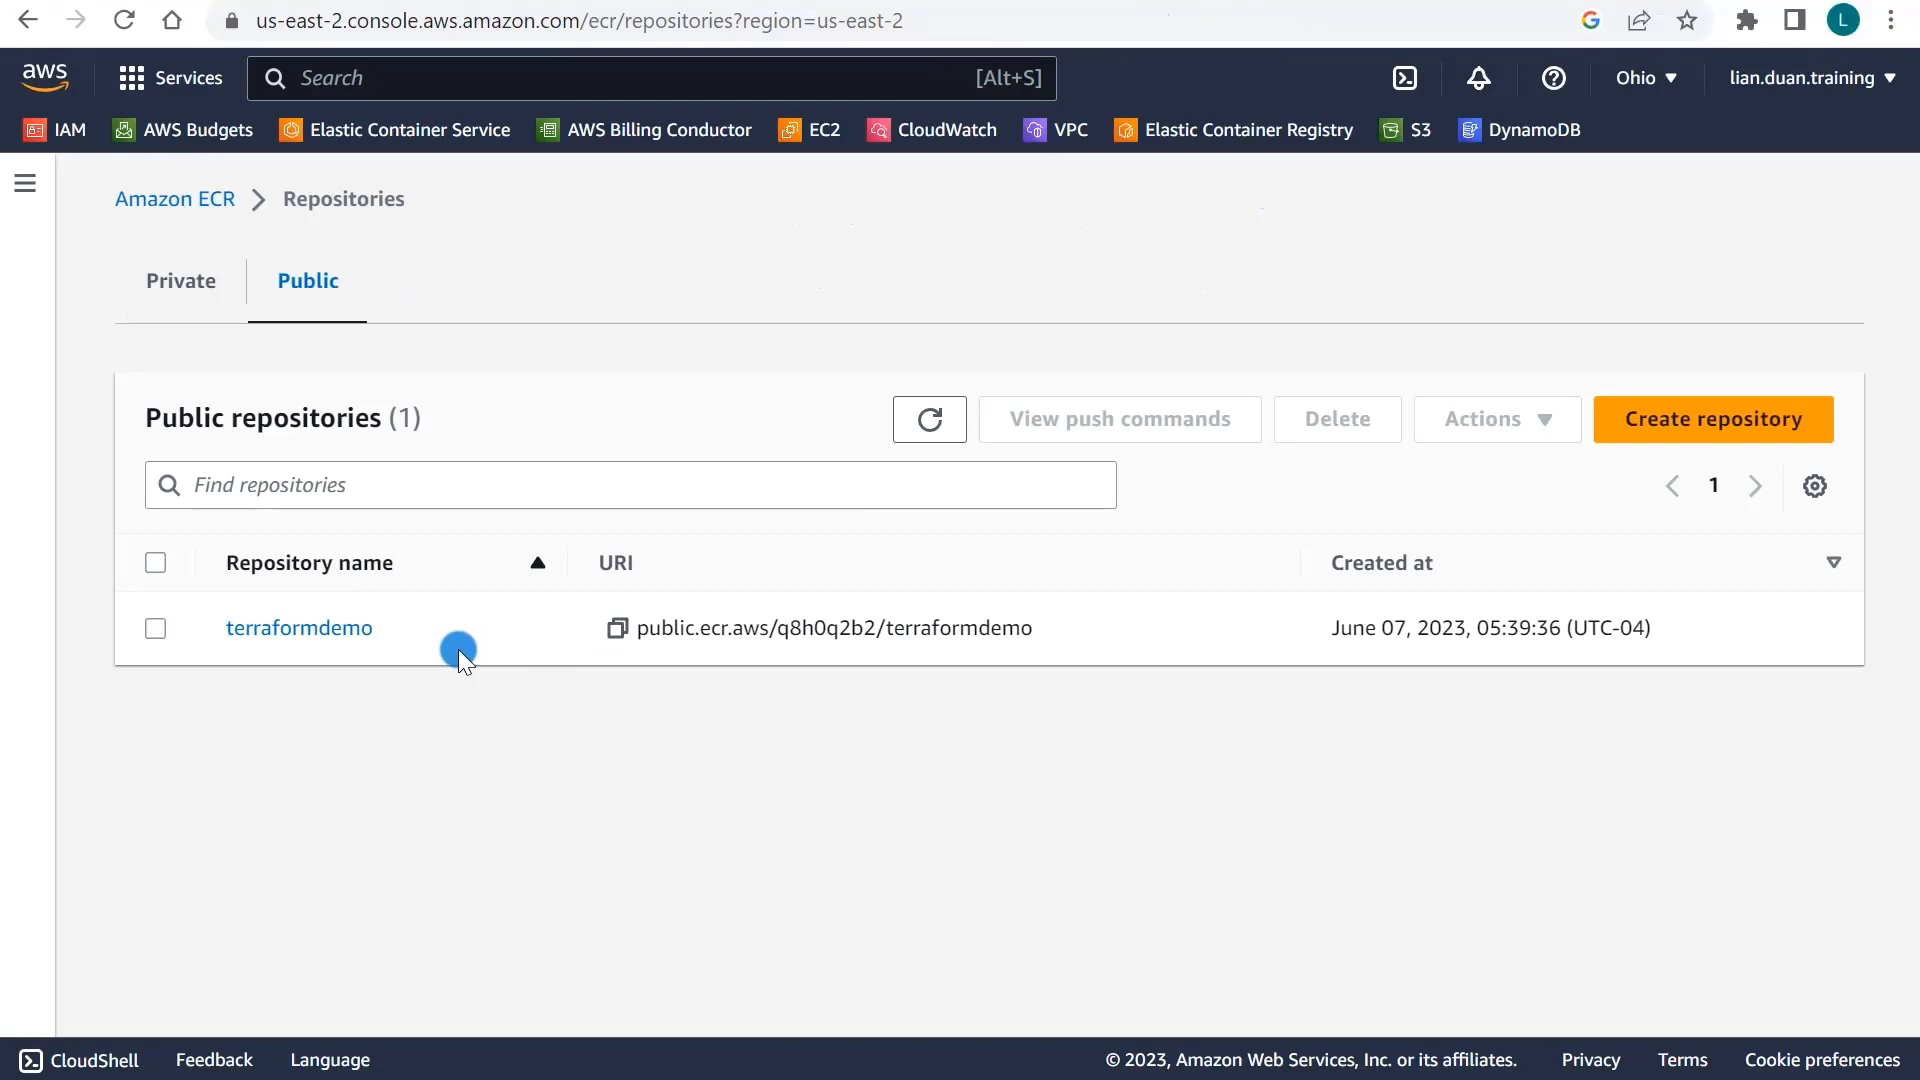 us-east-2.console.aws.amazon.com/ecr/repositories?region=us-east-2
L
aws
Services
Search
[Alt+S]
Ohio
lian.duan.training
IAM
AWS Budgets
Elastic Container Service
AWS Billing Conductor
EC2
CloudWatch
VPC
Elastic Container Registry
S3
DynamoDB
Amazon ECR
Repositories
Private
Public
Public repositories (1)
View push commands
Delete
Actions
Create repository
Find repositories
1
Repository name
URI
Created at
terraformdemo
public.ecr.aws/q8h0q2b2/terraformdemo
June 07, 2023, 05:39:36 (UTC-04)
CloudShell
Feedback
Language
© 2023, Amazon Web Services, Inc. or its affiliates.
Privacy
Terms
Cookie preferences